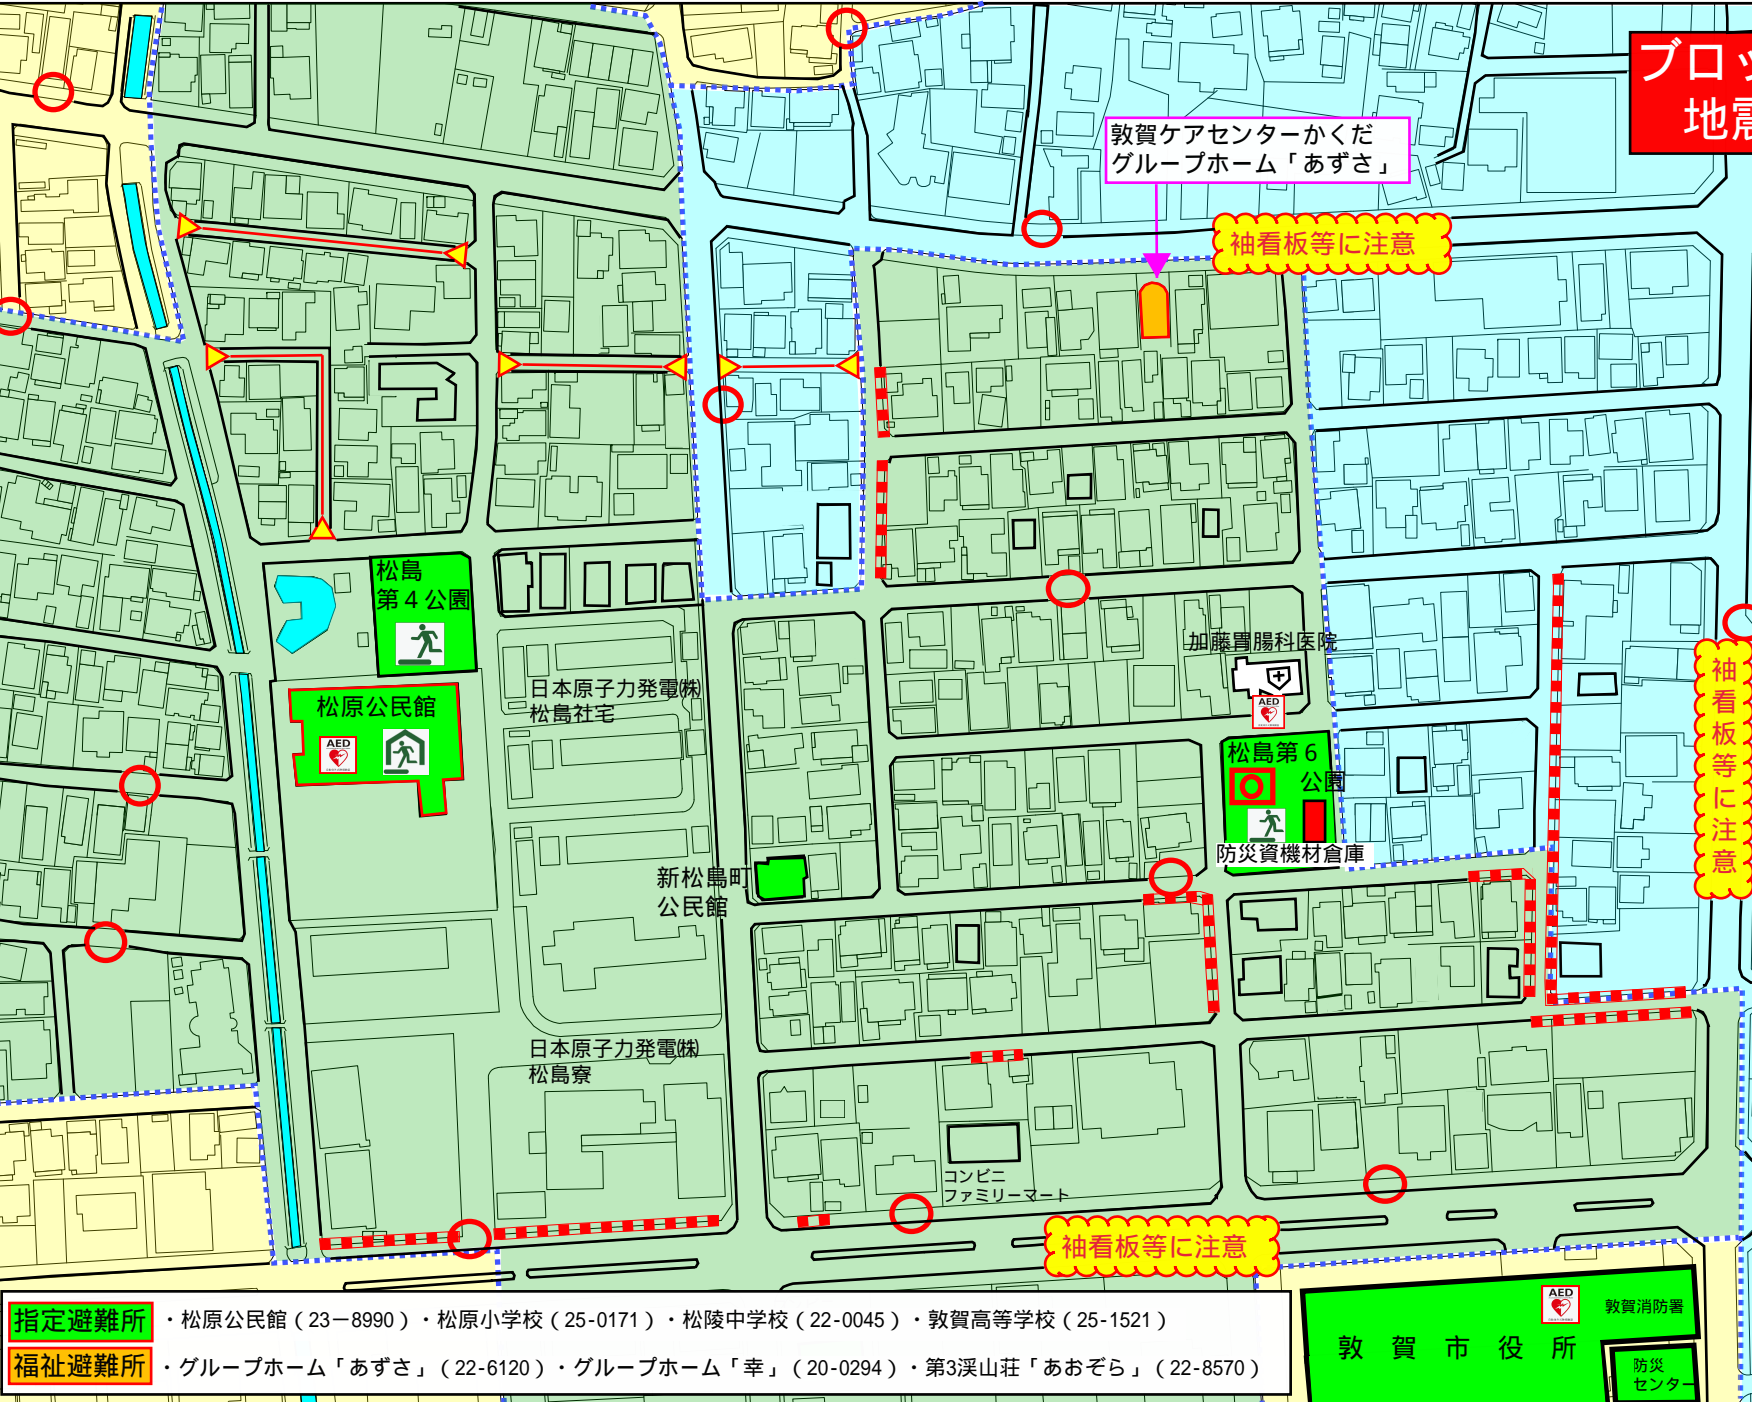 ブロッ
地震
敦賀ケアセンターかくだ
グループホーム「あずさ」
袖看板等に注意
松島
第4公園
松原公民館
AED
日本原子力発電㈱
松島社宅
加藤胃腸科医院
AED
松島第6
公園
防災資機材倉庫
袖看板等に注意
新松島町
公民館
日本原子力発電㈱
松島寮
コンビニ
ファミリーマート
袖看板等に注意
指定避難所 ・松原公民館（23－8990）・松原小学校（25-0171）・松陵中学校（22-0045）・敦賀高等学校（25-1521）
福祉避難所 ・グループホーム「あずさ」（22-6120）・グループホーム「幸」（20-0294）・第3渓山荘「あおぞら」（22-8570）
AED
敦賀消防署
敦賀市役所
防災
センター